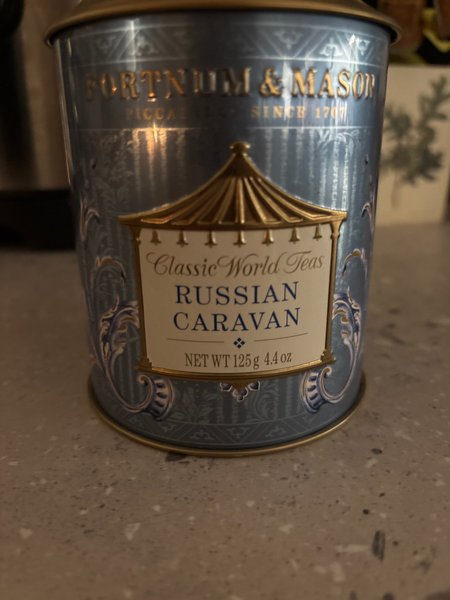 FORTNUM & MASON
PICCADILLY SINCE 1707
Classic World Teas
RUSSIAN
CARAVAN
NET WT 125g 4.4 oz